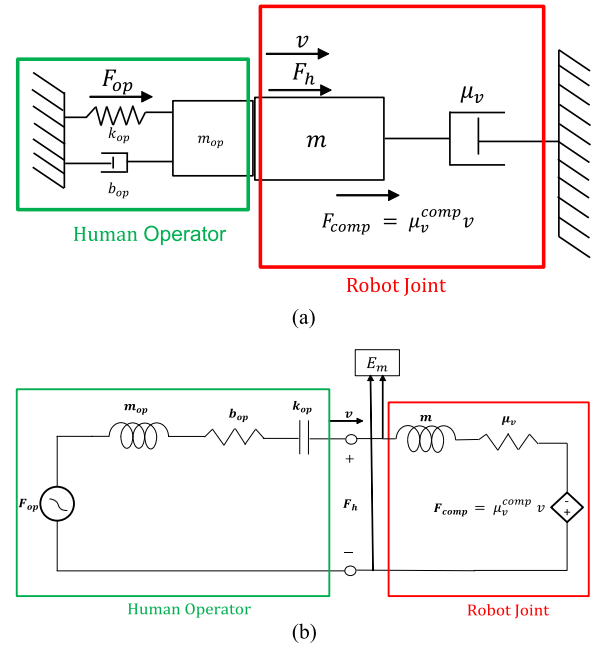 v
F_op
F_h
μ_v
k_op
m_op
m
b_op
F_comp = μ_v^comp v
Human Operator
Robot Joint
(a)
E_m
m_op
b_op
k_op
v
m
μ_v
+
F_op
F_h
F_comp = μ_v^comp v
-
+
−
Human Operator
Robot Joint
(b)